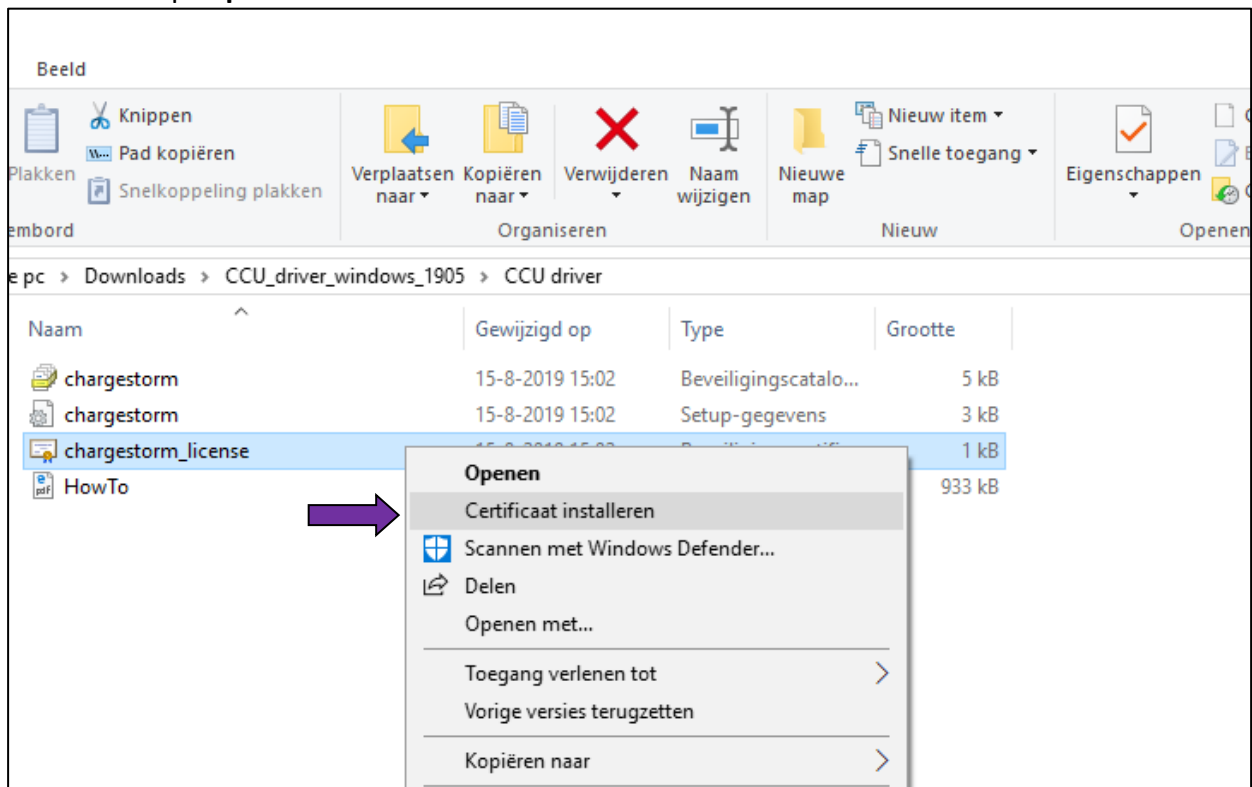 Beeld
Knippen
Pad kopiëren
Snelkoppeling plakken
Plakken
Verplaatsen naar
Kopiëren naar
Verwijderen
Naam wijzigen
Nieuwe map
Nieuw item
Snelle toegang
Eigenschappen
embord
Organiseren
Nieuw
Openen
e pc > Downloads > CCU_driver_windows_1905 > CCU driver
Naam Gewijzigd op Type Grootte
chargestorm 15-8-2019 15:02 Beveiligingscatalo... 5 kB
chargestorm 15-8-2019 15:02 Setup-gegevens 3 kB
chargestorm_license 1 kB
HowTo 933 kB
Openen
Certificaat installeren
Scannen met Windows Defender...
Delen
Openen met...
Toegang verlenen tot
Vorige versies terugzetten
Kopiëren naar